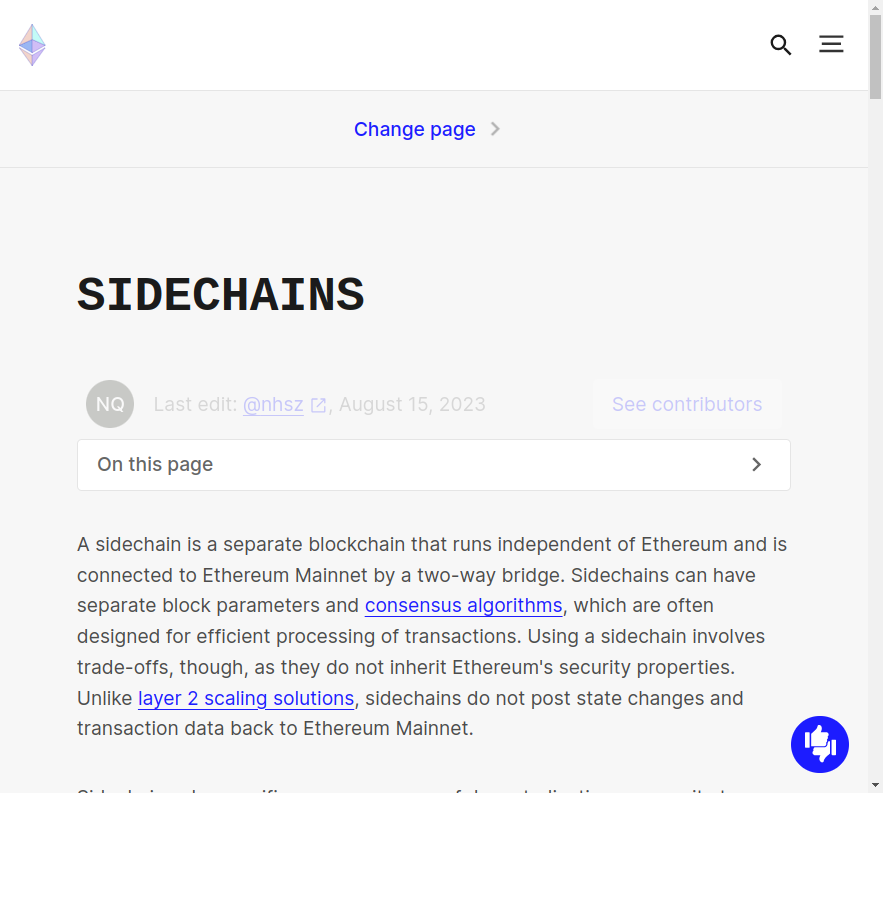 Change page
SIDECHAINS
NQ
Last edit: @nhsz, August 15, 2023
See contributors
On this page
A sidechain is a separate blockchain that runs independent of Ethereum and is
connected to Ethereum Mainnet by a two-way bridge. Sidechains can have
separate block parameters and consensus algorithms, which are often
designed for efficient processing of transactions. Using a sidechain involves
trade-offs, though, as they do not inherit Ethereum's security properties.
Unlike layer 2 scaling solutions, sidechains do not post state changes and
transaction data back to Ethereum Mainnet.